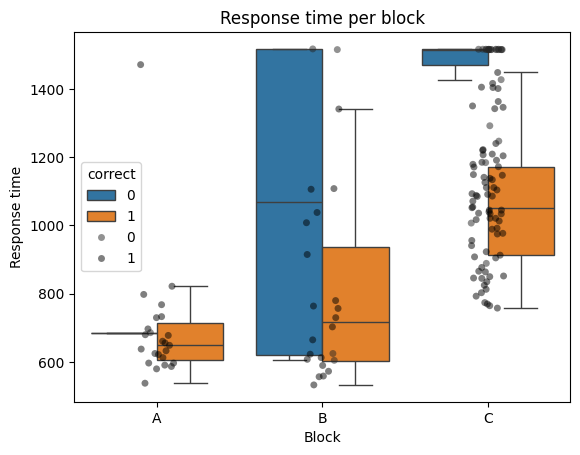 Response time per block
1400
1200
1000
800
600
Response time
correct
0
1
0
1
A
B
C
Block